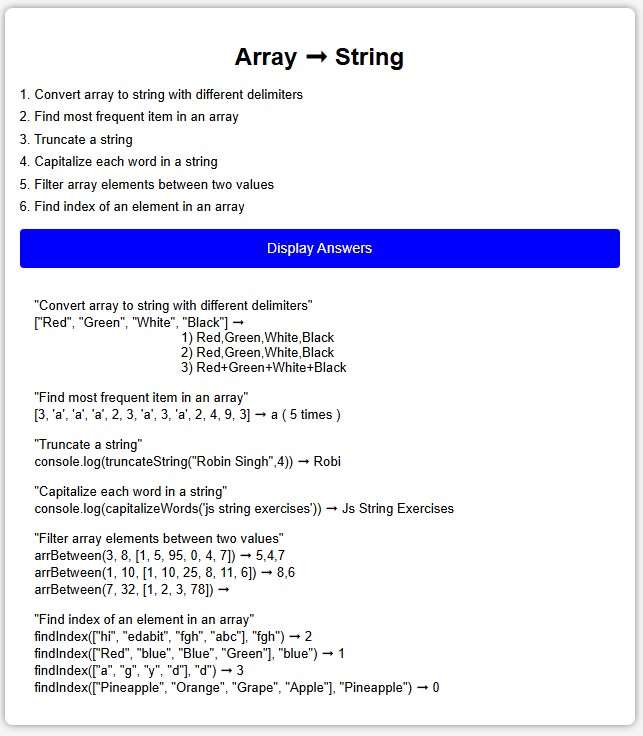 Array ➞ String
1. Convert array to string with different delimiters
2. Find most frequent item in an array
3. Truncate a string
4. Capitalize each word in a string
5. Filter array elements between two values
6. Find index of an element in an array
Display Answers
"Convert array to string with different delimiters"
["Red", "Green", "White", "Black"] ➞
1) Red,Green,White,Black
2) Red,Green,White,Black
3) Red+Green+White+Black
"Find most frequent item in an array"
[3, 'a', 'a', 'a', 2, 3, 'a', 3, 'a', 2, 4, 9, 3] ➞ a ( 5 times )
"Truncate a string"
console.log(truncateString("Robin Singh",4)) ➞ Robi
"Capitalize each word in a string"
console.log(capitalizeWords('js string exercises')) ➞ Js String Exercises
"Filter array elements between two values"
arrBetween(3, 8, [1, 5, 95, 0, 4, 7]) ➞ 5,4,7
arrBetween(1, 10, [1, 10, 25, 8, 11, 6]) ➞ 8,6
arrBetween(7, 32, [1, 2, 3, 78]) ➞
"Find index of an element in an array"
findIndex(["hi", "edabit", "fgh", "abc"], "fgh") ➞ 2
findIndex(["Red", "blue", "Blue", "Green"], "blue") ➞ 1
findIndex(["a", "g", "y", "d"], "d") ➞ 3
findIndex(["Pineapple", "Orange", "Grape", "Apple"], "Pineapple") ➞ 0